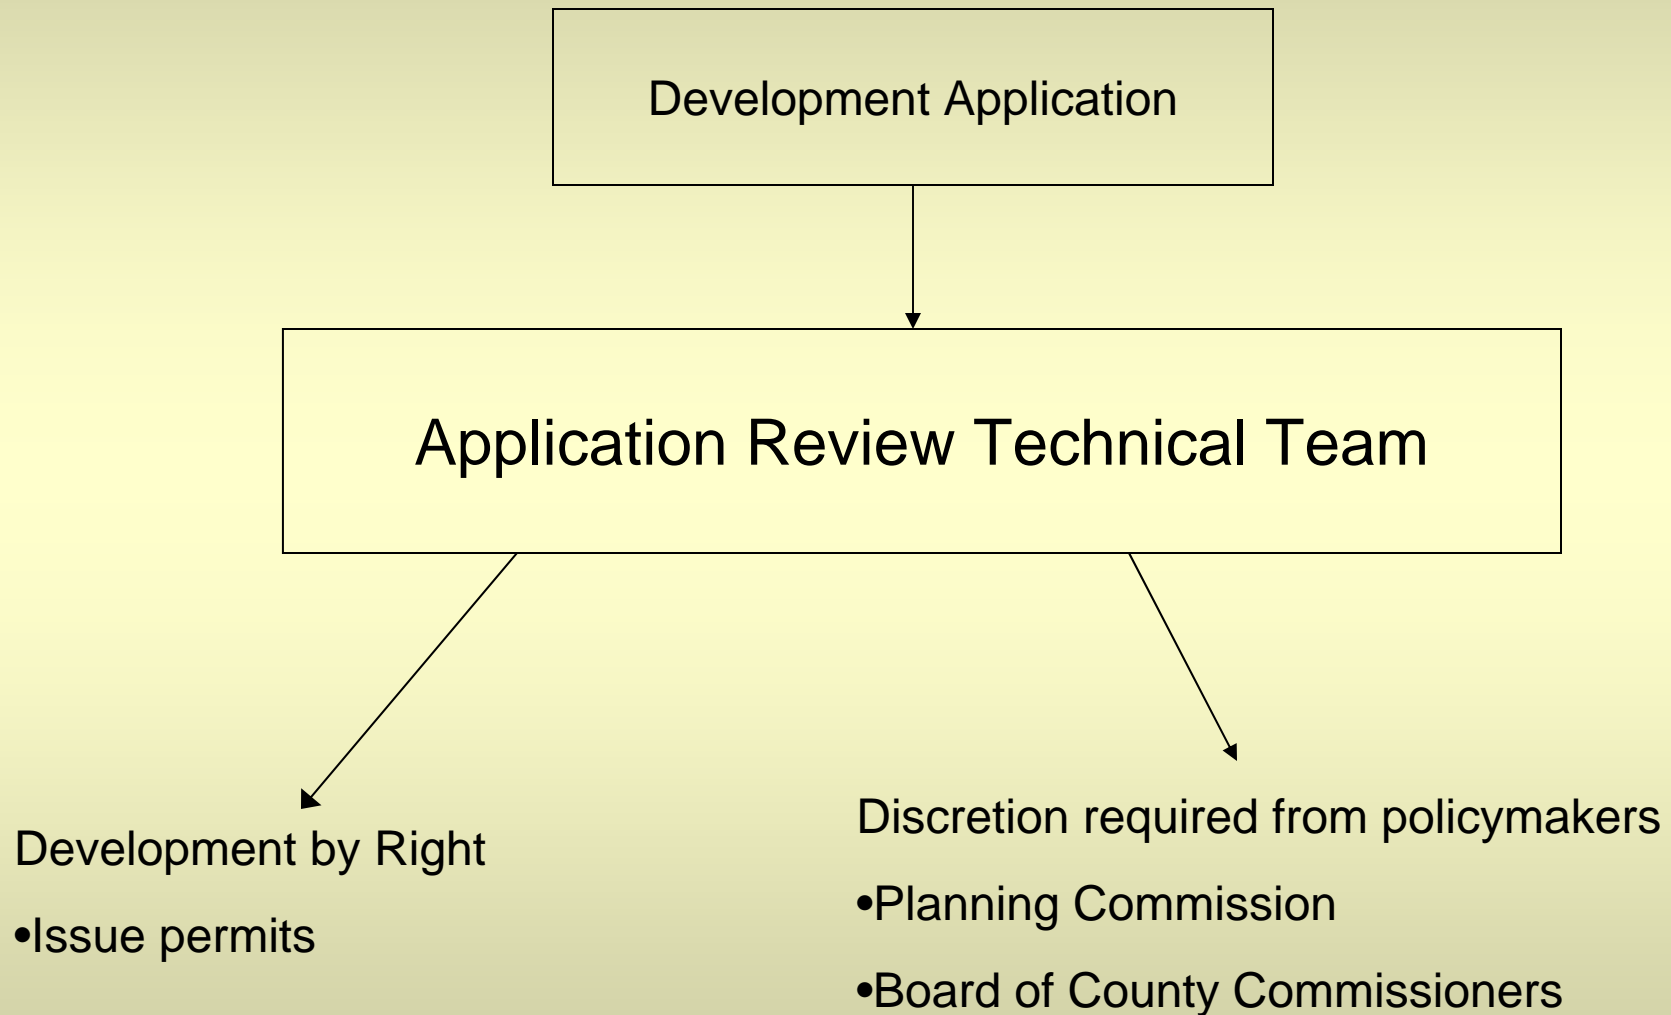 Development Application
Application Review Technical Team
Development by Right
•Issue permits
Discretion required from policymakers
•Planning Commission
•Board of County Commissioners